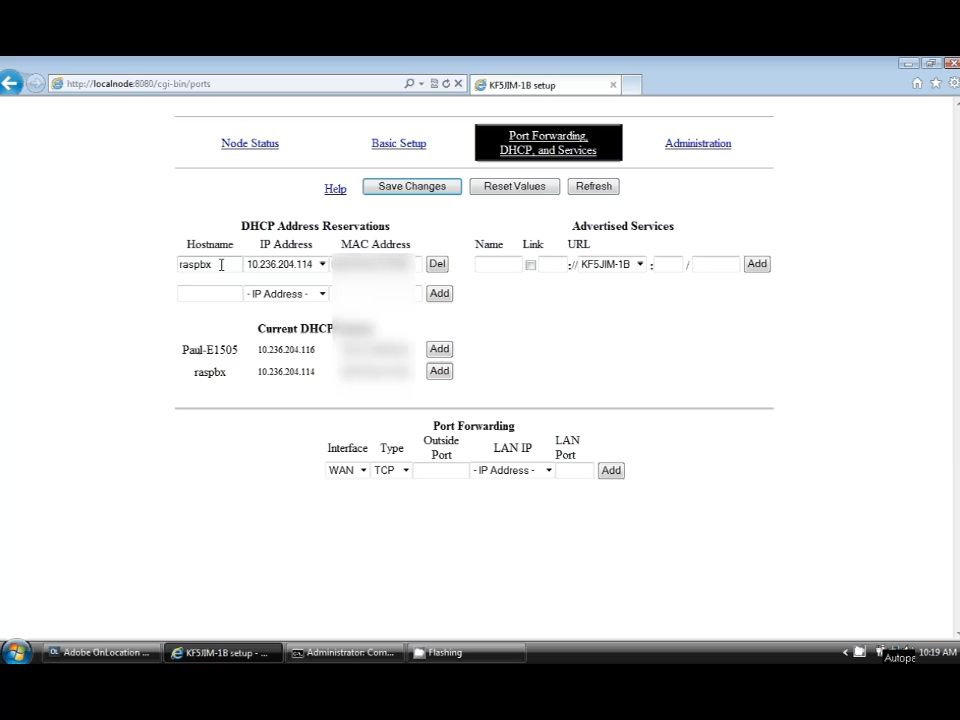 http://localnode:8080/cgi-bin/ports
KF5JIM-1B setup
Node Status
Basic Setup
Port Forwarding,
DHCP, and Services
Administration
Help
Save Changes
Reset Values
Refresh
DHCP Address Reservations
Hostname IP Address MAC Address
raspbx 10.236.204.114 Del
- IP Address - Add
Advertised Services
Name Link URL
:// KF5JIM-1B : / Add
Current DHCP
Paul-E1505 10.236.204.116 Add
raspbx 10.236.204.114 Add
Port Forwarding
Interface Type Outside Port LAN IP LAN Port
WAN TCP - IP Address - Add
Adobe OnLocation ...
KF5JIM-1B setup - ...
Administrator: Com...
Flashing
10:19 AM